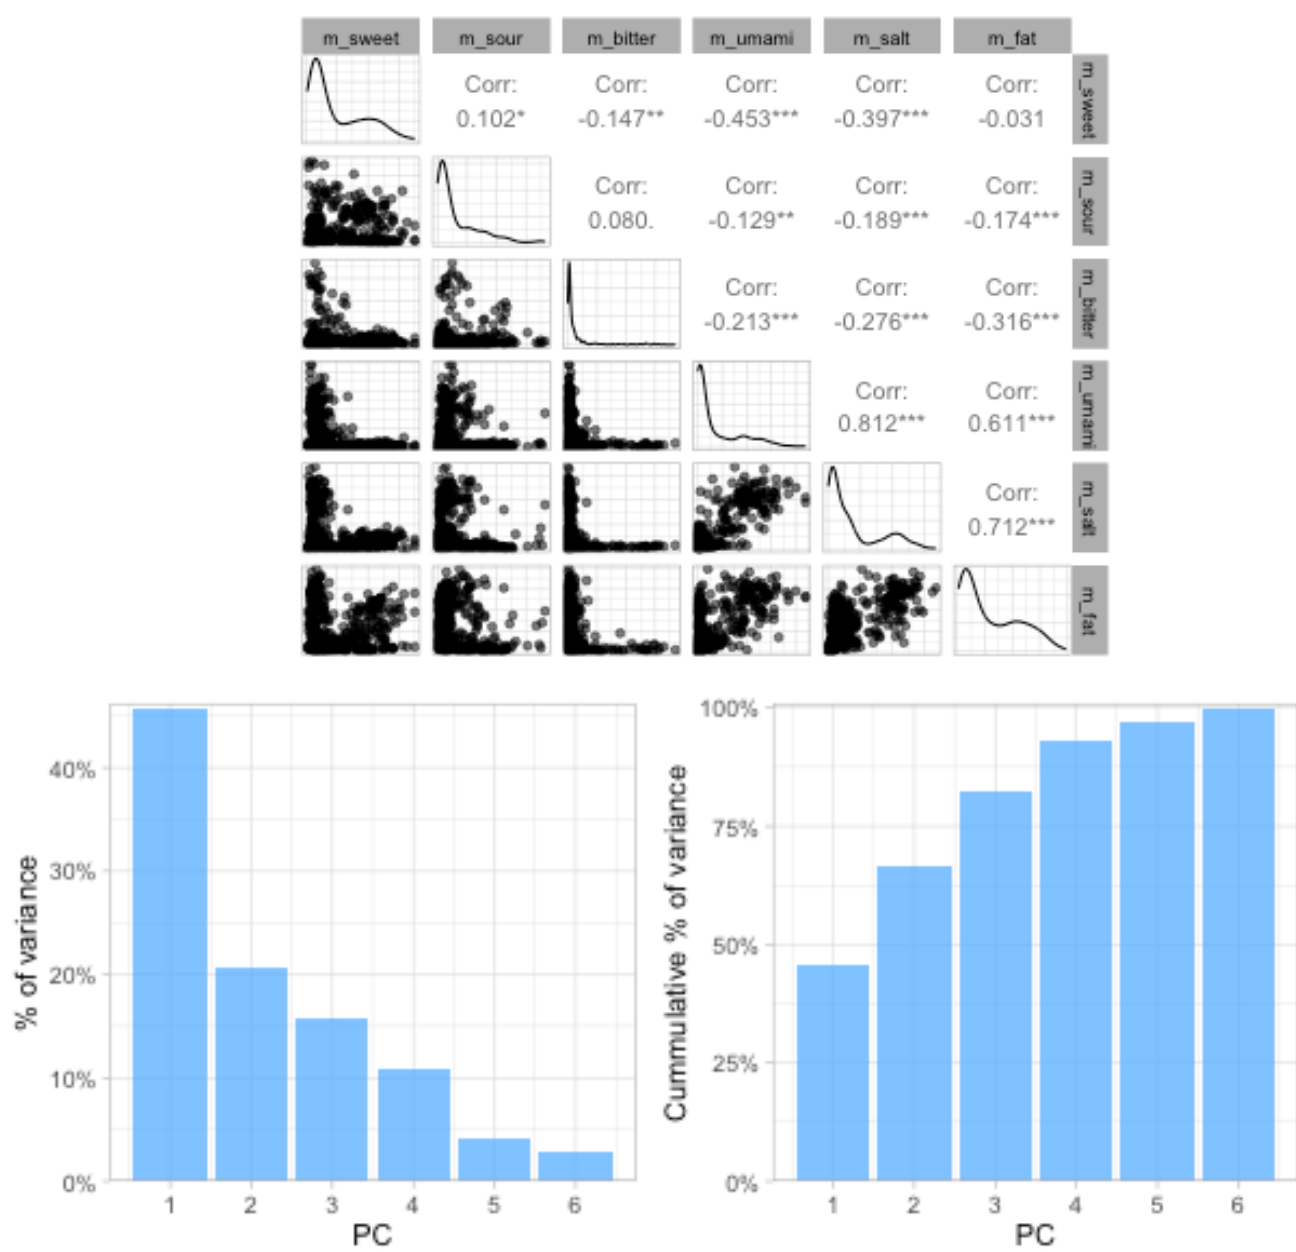 m_sweet m_sour m_bitter m_umami m_salt m_fat
Corr: Corr: Corr: Corr: Corr:
0.102* -0.147** -0.453*** -0.397*** -0.031
m_sweet
Corr: Corr: Corr: Corr:
0.080. -0.129** -0.189*** -0.174***
m_sour
Corr: Corr: Corr:
-0.213*** -0.276*** -0.316***
m_bitter
Corr: Corr:
0.812*** 0.611***
m_umami
Corr:
0.712***
m_salt
m_fat
% of variance
40%
30%
20%
10%
0%
1 2 3 4 5 6
PC
Cummulative % of variance
100%
75%
50%
25%
0%
1 2 3 4 5 6
PC